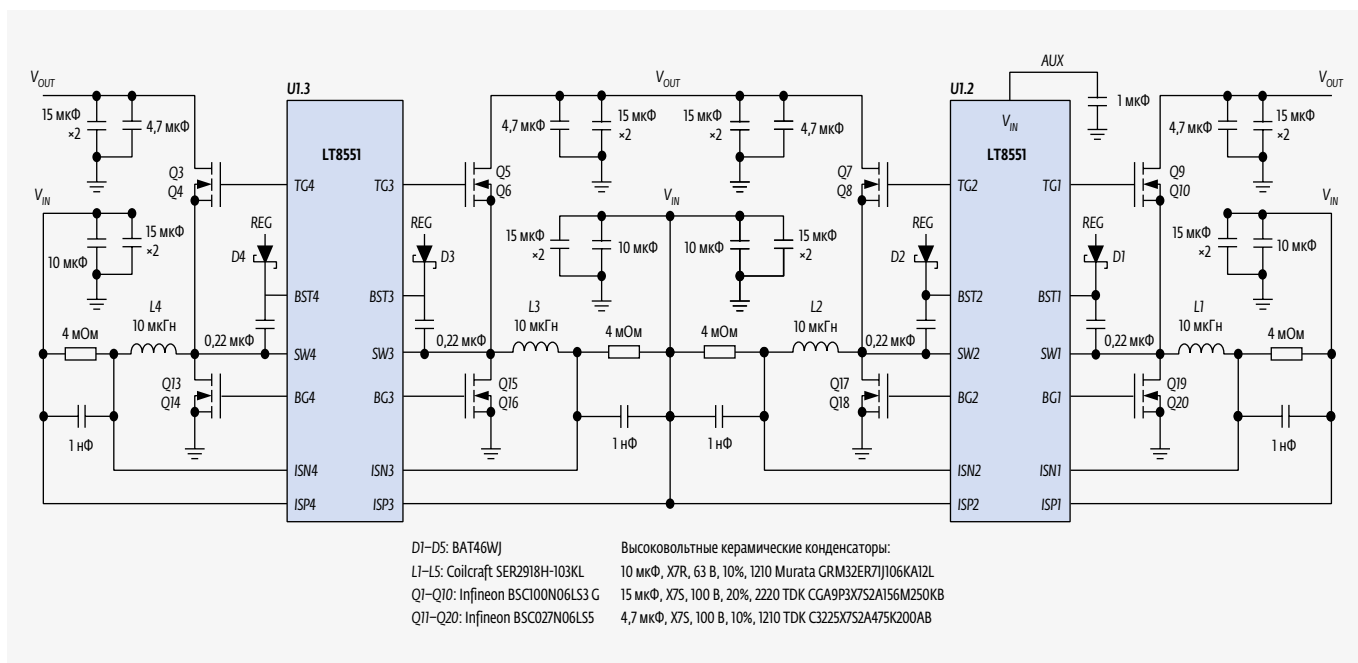 V_OUT
15 мкФ
×2
4,7 мкФ
Q3
Q4
V_IN
10 мкФ
15 мкФ
×2
REG
D4
L4
10 мкГн
4 мОм
0,22 мкФ
Q13
Q14
1 нФ
U1.3
LT8551
TG4
TG3
BST4
BST3
SW4
SW3
BG4
BG3
ISN4
ISN3
ISP4
ISP3
V_OUT
Q5
Q6
4,7 мкФ
15 мкФ
×2
15 мкФ
×2
4,7 мкФ
Q7
Q8
REG
D3
V_IN
15 мкФ
×2
10 мкФ
10 мкФ
15 мкФ
×2
REG
D2
0,22 мкФ
L3
10 мкГн
4 мОм
4 мОм
L2
10 мкГн
0,22 мкФ
Q15
Q16
1 нФ
1 нФ
Q17
Q18
U1.2
AUX
1 мкФ
V_IN
LT8551
TG2
TG1
BST2
BST1
SW2
SW1
BG2
BG1
ISN2
ISN1
ISP2
ISP1
V_OUT
4,7 мкФ
15 мкФ
×2
Q9
Q10
V_IN
REG
D1
15 мкФ
×2
10 мкФ
L1
10 мкГн
4 мОм
0,22 мкФ
Q19
Q20
1 нФ
D1–D5: BAT46WJ
L1–L5: Coilcraft SER2918H-103KL
Q1–Q10: Infineon BSC100N06LS3 G
Q11–Q20: Infineon BSC027N06LS5
Высоковольтные керамические конденсаторы:
10 мкФ, X7R, 63 В, 10%, 1210 Murata GRM32ER71J106KA12L
15 мкФ, X7S, 100 В, 20%, 2220 TDK CGA9P3X7S2A156M250KB
4,7 мкФ, X7S, 100 В, 10%, 1210 TDK C3225X7S2A475K200AB